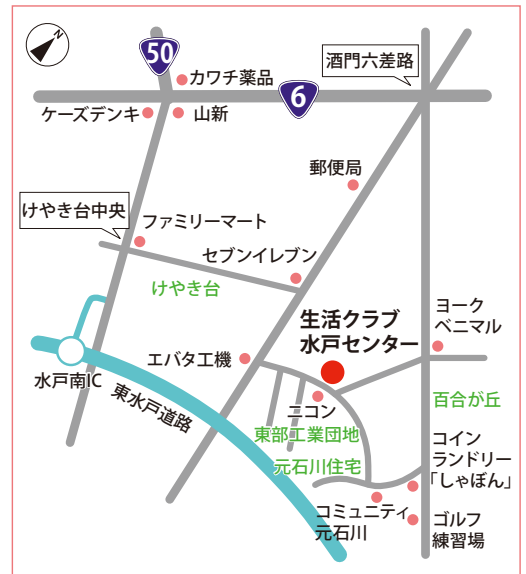 N
50
酒門六差路
カワチ薬品
6
ケーズデンキ
山新
郵便局
けやき台中央
ファミリーマート
セブンイレブン
けやき台
生活クラブ
水戸センター
ヨーク
ベニマル
エバタ工機
水戸南IC
東水戸道路
ニコン
百合が丘
東部工業団地
元石川住宅
コイン
ランドリー
「しゃぼん」
コミュニティ
元石川
ゴルフ
練習場